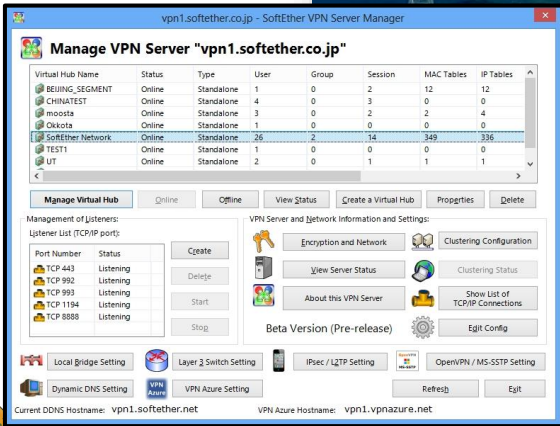 vpn1.softether.co.jp - SoftEther VPN Server Manager
Manage VPN Server "vpn1.softether.co.jp"
Virtual Hub Name Status Type User Group Session MAC Tables IP Tables
BEIJING_SEGMENT Online Standalone 1 0 2 12 12
CHINATEST Online Standalone 4 0 3 0 0
moosta Online Standalone 3 0 2 2 4
Okkota Online Standalone 1 0 0 0 0
SoftEther Network Online Standalone 26 2 14 349 336
TEST1 Online Standalone 1 0 0 0 0
UT Online Standalone 2 0 1 1 1
Manage Virtual Hub Online Offline View Status Create a Virtual Hub Properties Delete
Management of Listeners:
Listener List (TCP/IP port):
Port Number Status
TCP 443 Listening
TCP 992 Listening
TCP 993 Listening
TCP 1194 Listening
TCP 8888 Listening
Create
Delete
Start
Stop
VPN Server and Network Information and Settings:
Encryption and Network
Clustering Configuration
View Server Status
Clustering Status
About this VPN Server
Show List of
TCP/IP Connections
Beta Version (Pre-release)
Edit Config
Local Bridge Setting Layer 3 Switch Setting IPsec / L2TP Setting OpenVPN MS-SSTP OpenVPN / MS-SSTP Setting
Dynamic DNS Setting VPN Azure VPN Azure Setting Refresh Exit
Current DDNS Hostname: vpn1.softether.net VPN Azure Hostname: vpn1.vpnazure.net